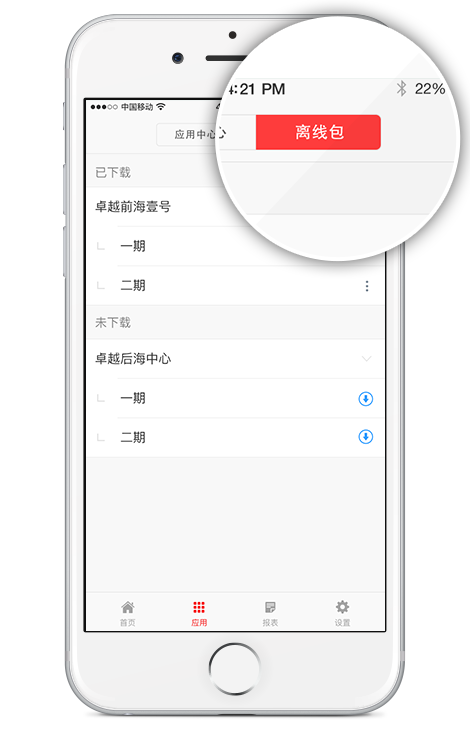 4:21 PM 22%
中国移动
应用中心 离线包
已下载
卓越前海壹号
一期
二期
未下载
卓越后海中心
一期
二期
首页 应用 报表 设置